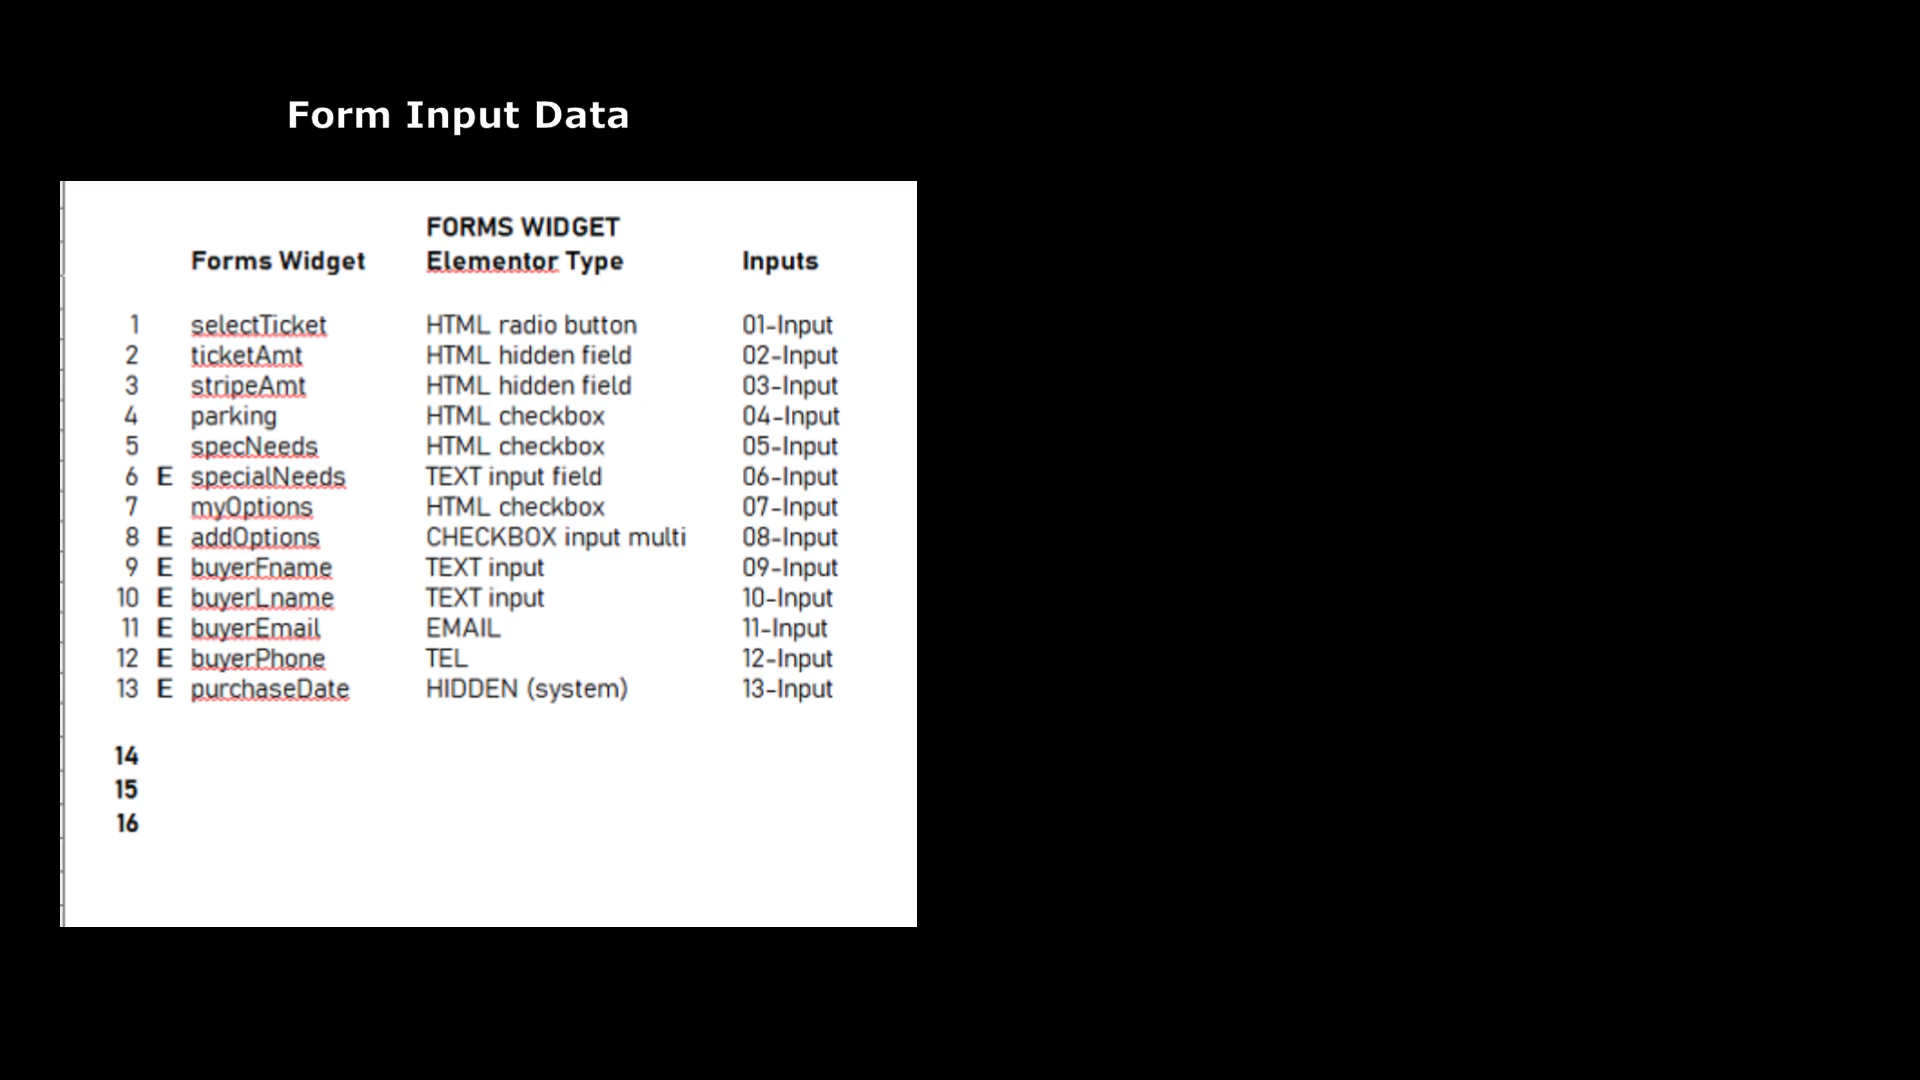 Form Input Data
FORMS WIDGET
Forms Widget Elementor Type Inputs
1 selectTicket HTML radio button 01-Input
2 ticketAmt HTML hidden field 02-Input
3 stripeAmt HTML hidden field 03-Input
4 parking HTML checkbox 04-Input
5 specNeeds HTML checkbox 05-Input
6 E specialNeeds TEXT input field 06-Input
7 myOptions HTML checkbox 07-Input
8 E addOptions CHECKBOX input multi 08-Input
9 E buyerFname TEXT input 09-Input
10 E buyerLname TEXT input 10-Input
11 E buyerEmail EMAIL 11-Input
12 E buyerPhone TEL 12-Input
13 E purchaseDate HIDDEN (system) 13-Input
14
15
16